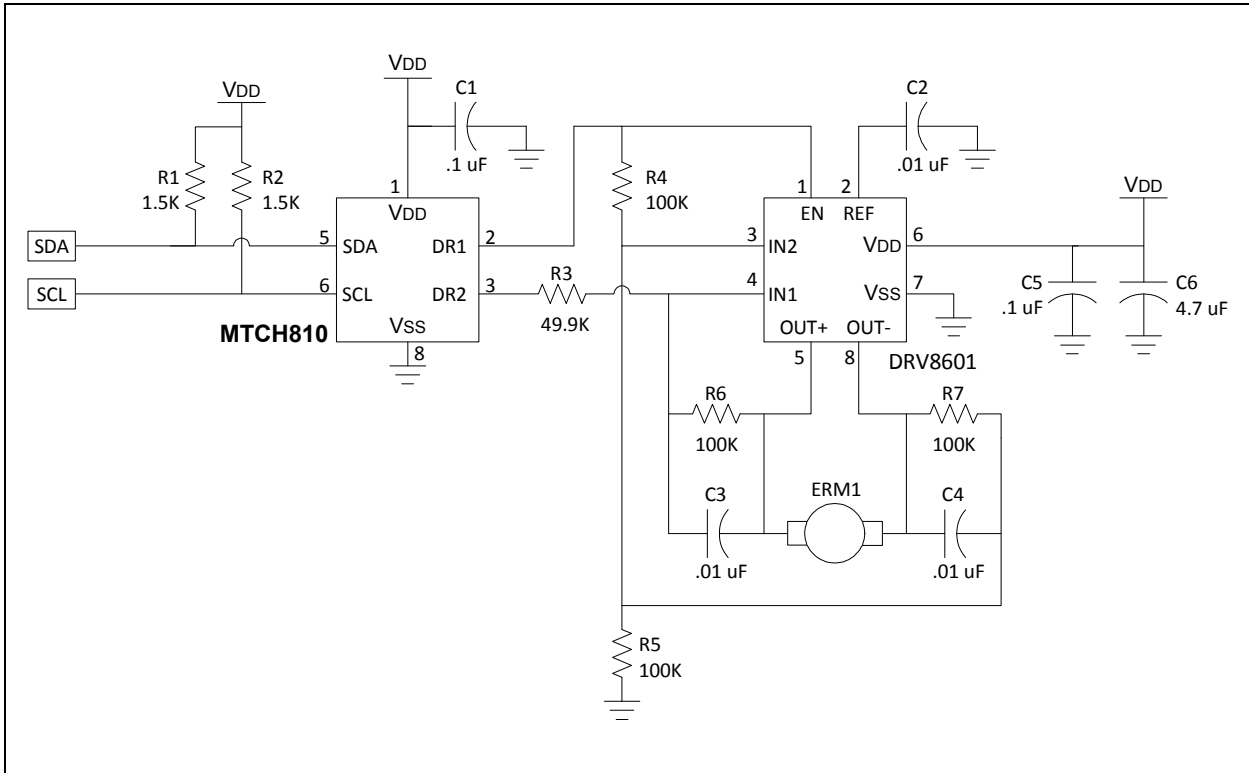 VDD
C1
VDD
.1 uF
C2
.01 uF
R1
1.5K
R2
1.5K
R4
100K
VDD
1
VDD
1
2
EN
REF
SDA
5
SDA
DR1
2
3
IN2
VDD
6
SCL
6
SCL
DR2
3
R3
49.9K
4
IN1
VSS
7
C5
.1 uF
C6
4.7 uF
MTCH810
VSS
8
OUT+
OUT-
5
8
DRV8601
R6
100K
R7
100K
C3
.01 uF
ERM1
C4
.01 uF
R5
100K